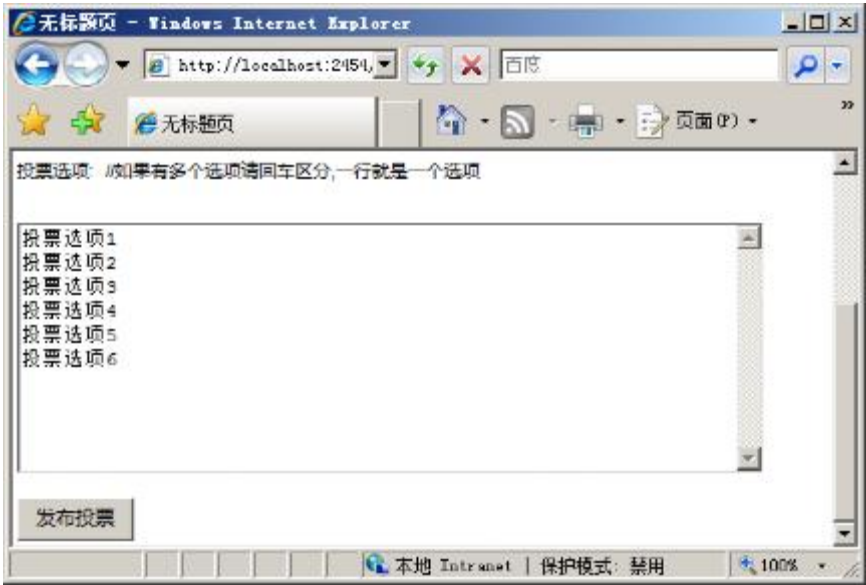 无标题页 - Windows Internet Explorer
http://localhost:2454/
百度
无标题页
页面(P)
投票选项: //如果有多个选项请回车区分,一行就是一个选项
投票选项1
投票选项2
投票选项3
投票选项4
投票选项5
投票选项6
发布投票
本地 Intranet | 保护模式: 禁用
100%